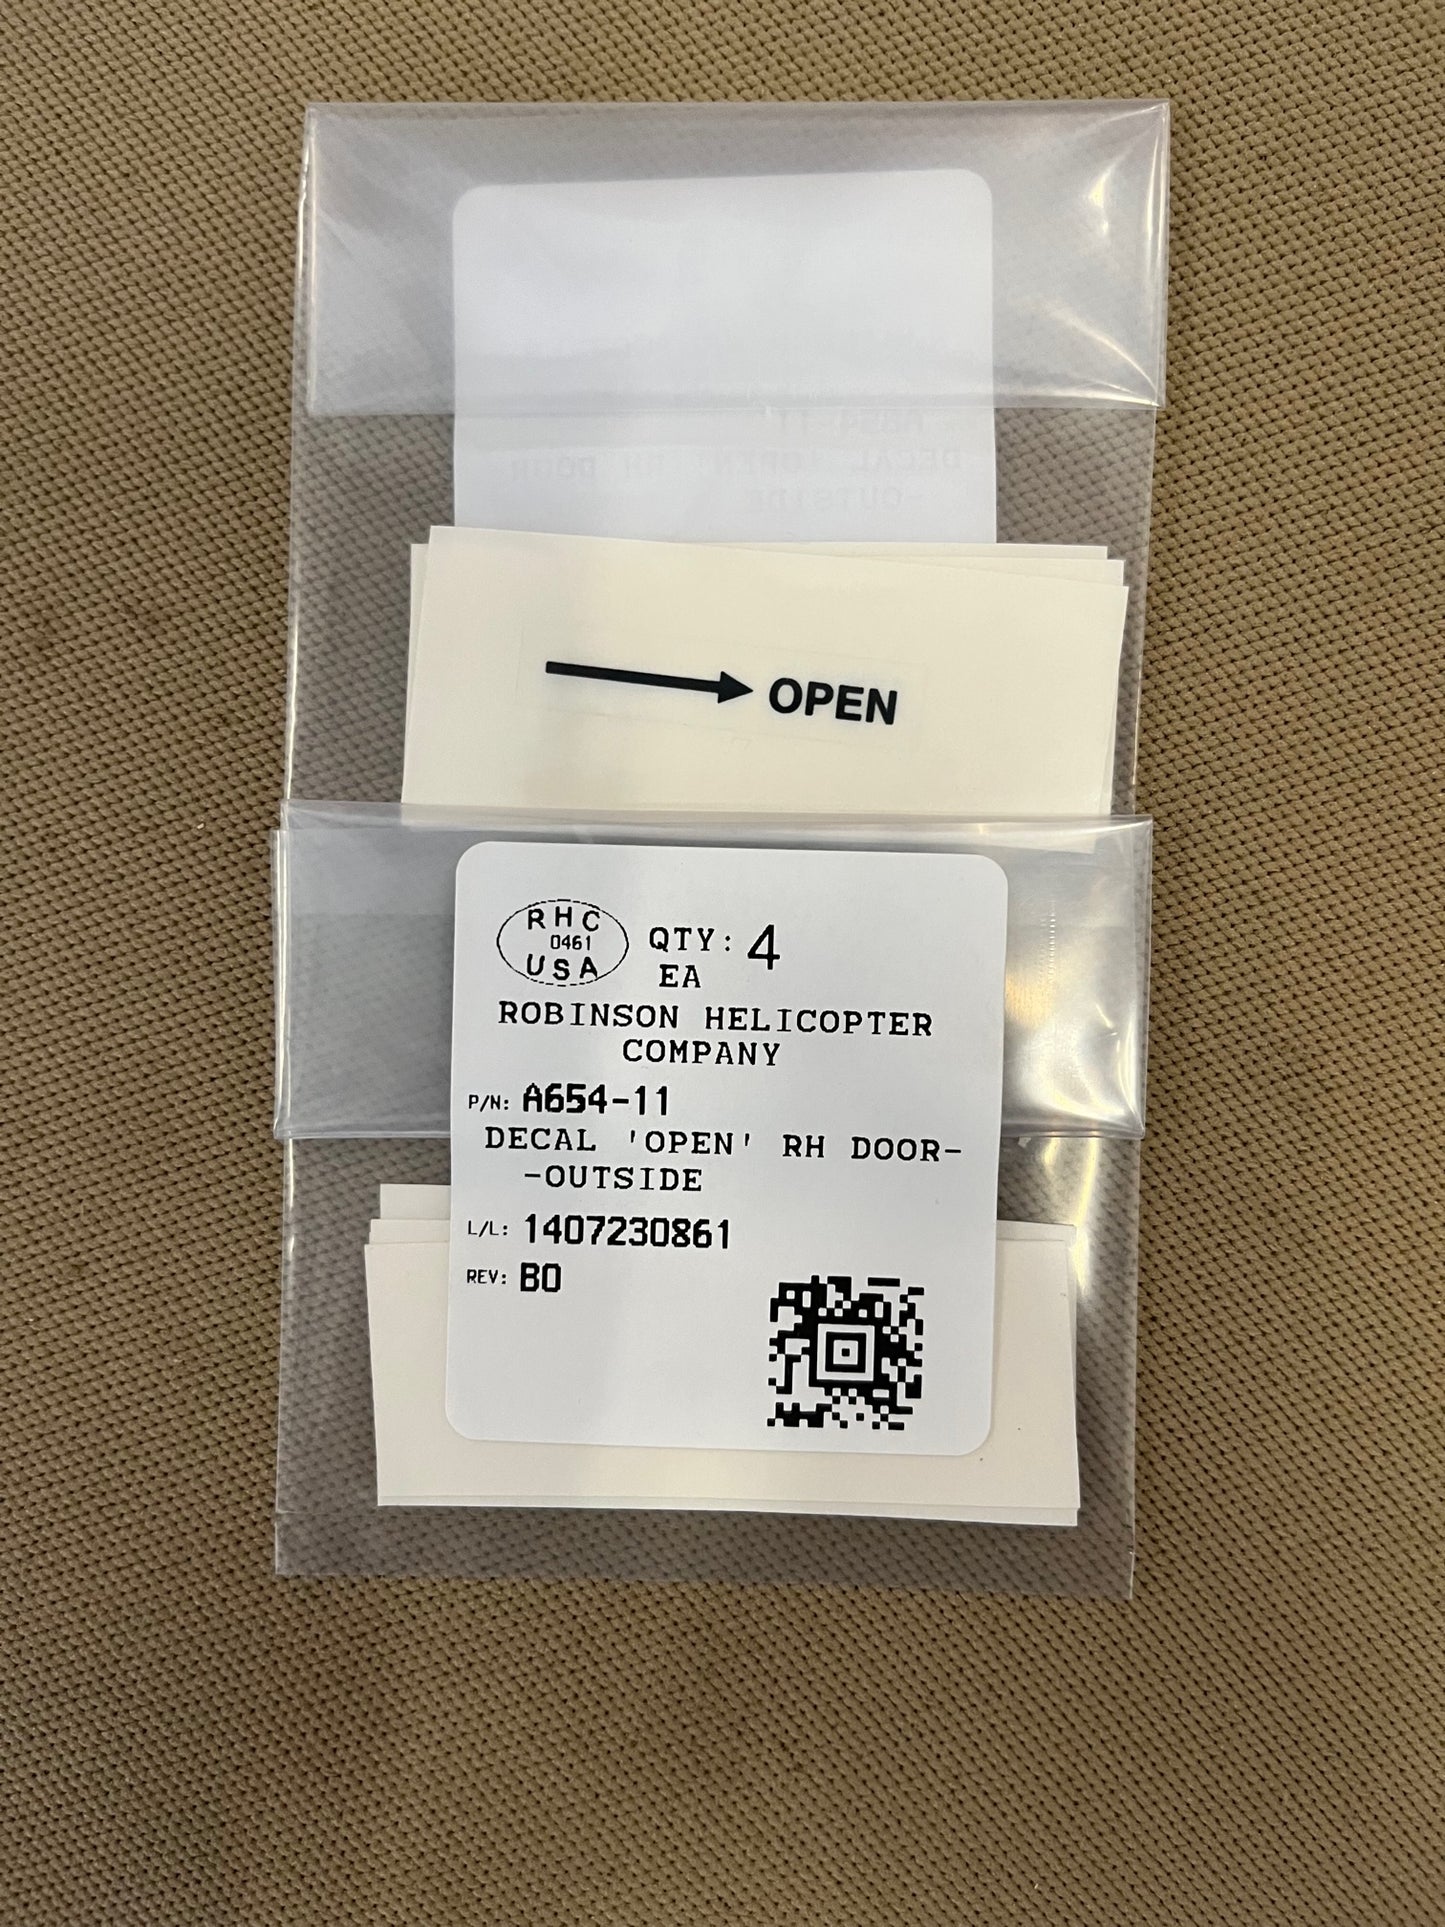 OPEN
RHC
0461
USA
QTY: 4
EA
ROBINSON HELICOPTER
COMPANY
P/N: A654-11
DECAL 'OPEN' RH DOOR-
-OUTSIDE
L/L: 1407230861
REV: B0